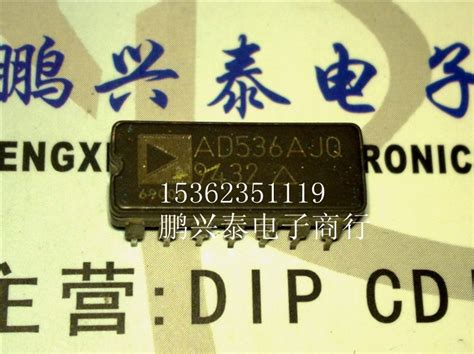 鹏兴泰电子
ENGX
RONIC
AD536AJQ
9432
15362351119
鹏兴泰电子商行
主营:DIP CD